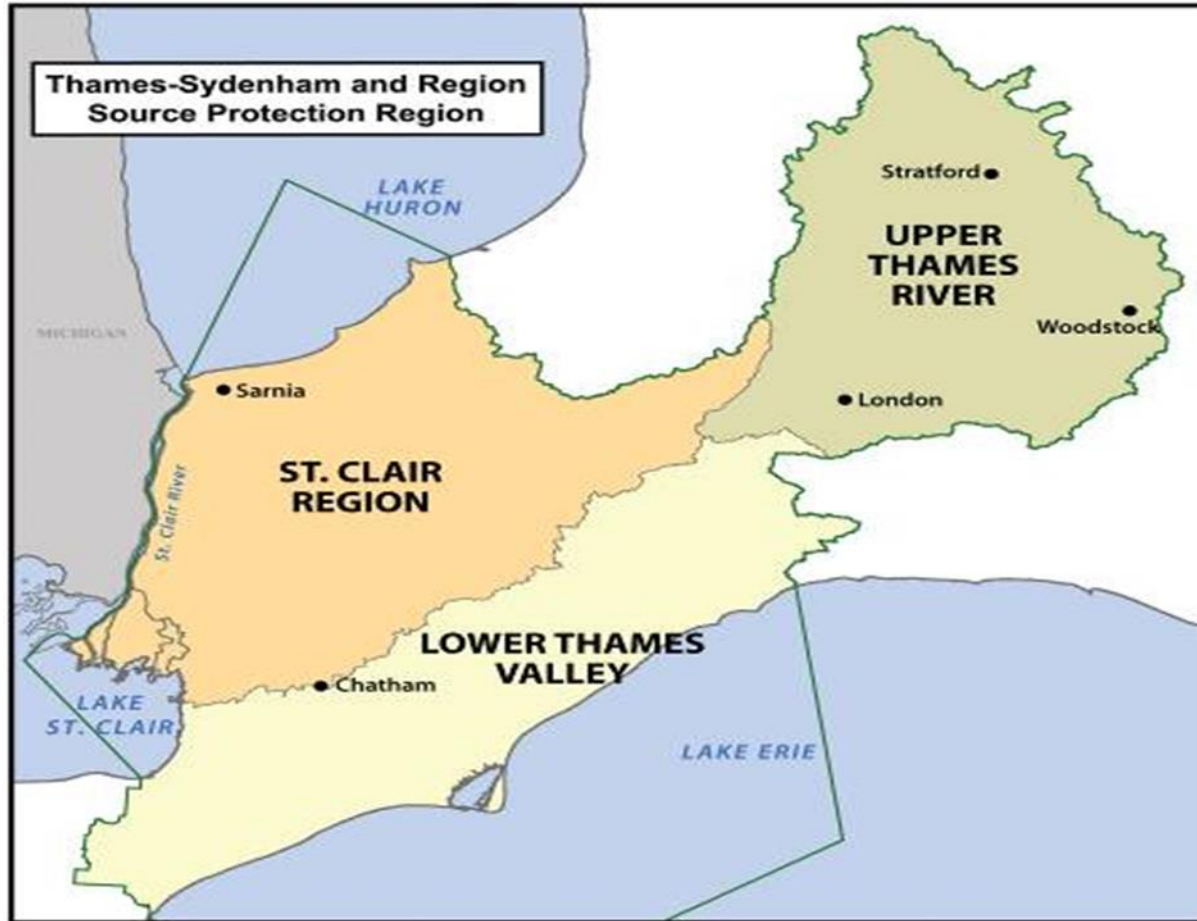 Thames-Sydenham and Region
Source Protection Region
LAKE
HURON
Stratford
UPPER
THAMES
RIVER
MICHIGAN
Woodstock
Sarnia
London
ST. CLAIR
REGION
St. Clair River
LOWER THAMES
VALLEY
Chatham
LAKE
ST. CLAIR
LAKE ERIE